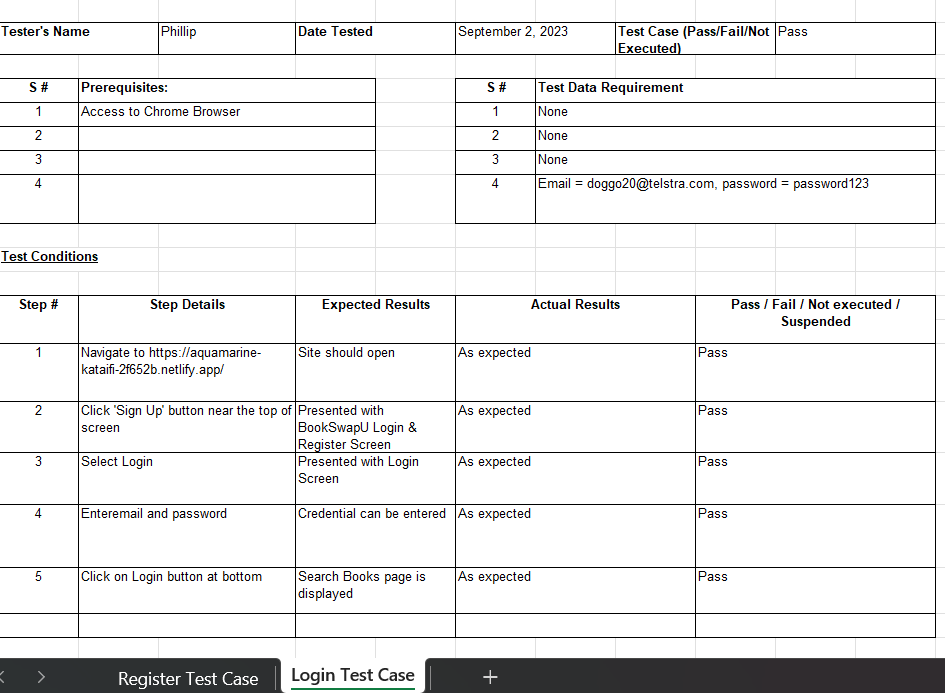 Tester's Name Phillip Date Tested September 2, 2023 Test Case (Pass/Fail/Not Pass
Executed)
S # Prerequisites: S # Test Data Requirement
1 Access to Chrome Browser 1 None
2 2 None
3 3 None
4 4 Email = doggo20@telstra.com, password = password123
Test Conditions
Step # Step Details Expected Results Actual Results Pass / Fail / Not executed /
Suspended
1 Navigate to https://aquamarine- Site should open As expected Pass
kataifi-2f652b.netlify.app/
2 Click 'Sign Up' button near the top of Presented with As expected Pass
screen BookSwapU Login &
Register Screen
3 Select Login Presented with Login As expected Pass
Screen
4 Enteremail and password Credential can be entered As expected Pass
5 Click on Login button at bottom Search Books page is As expected Pass
displayed
Register Test Case Login Test Case +